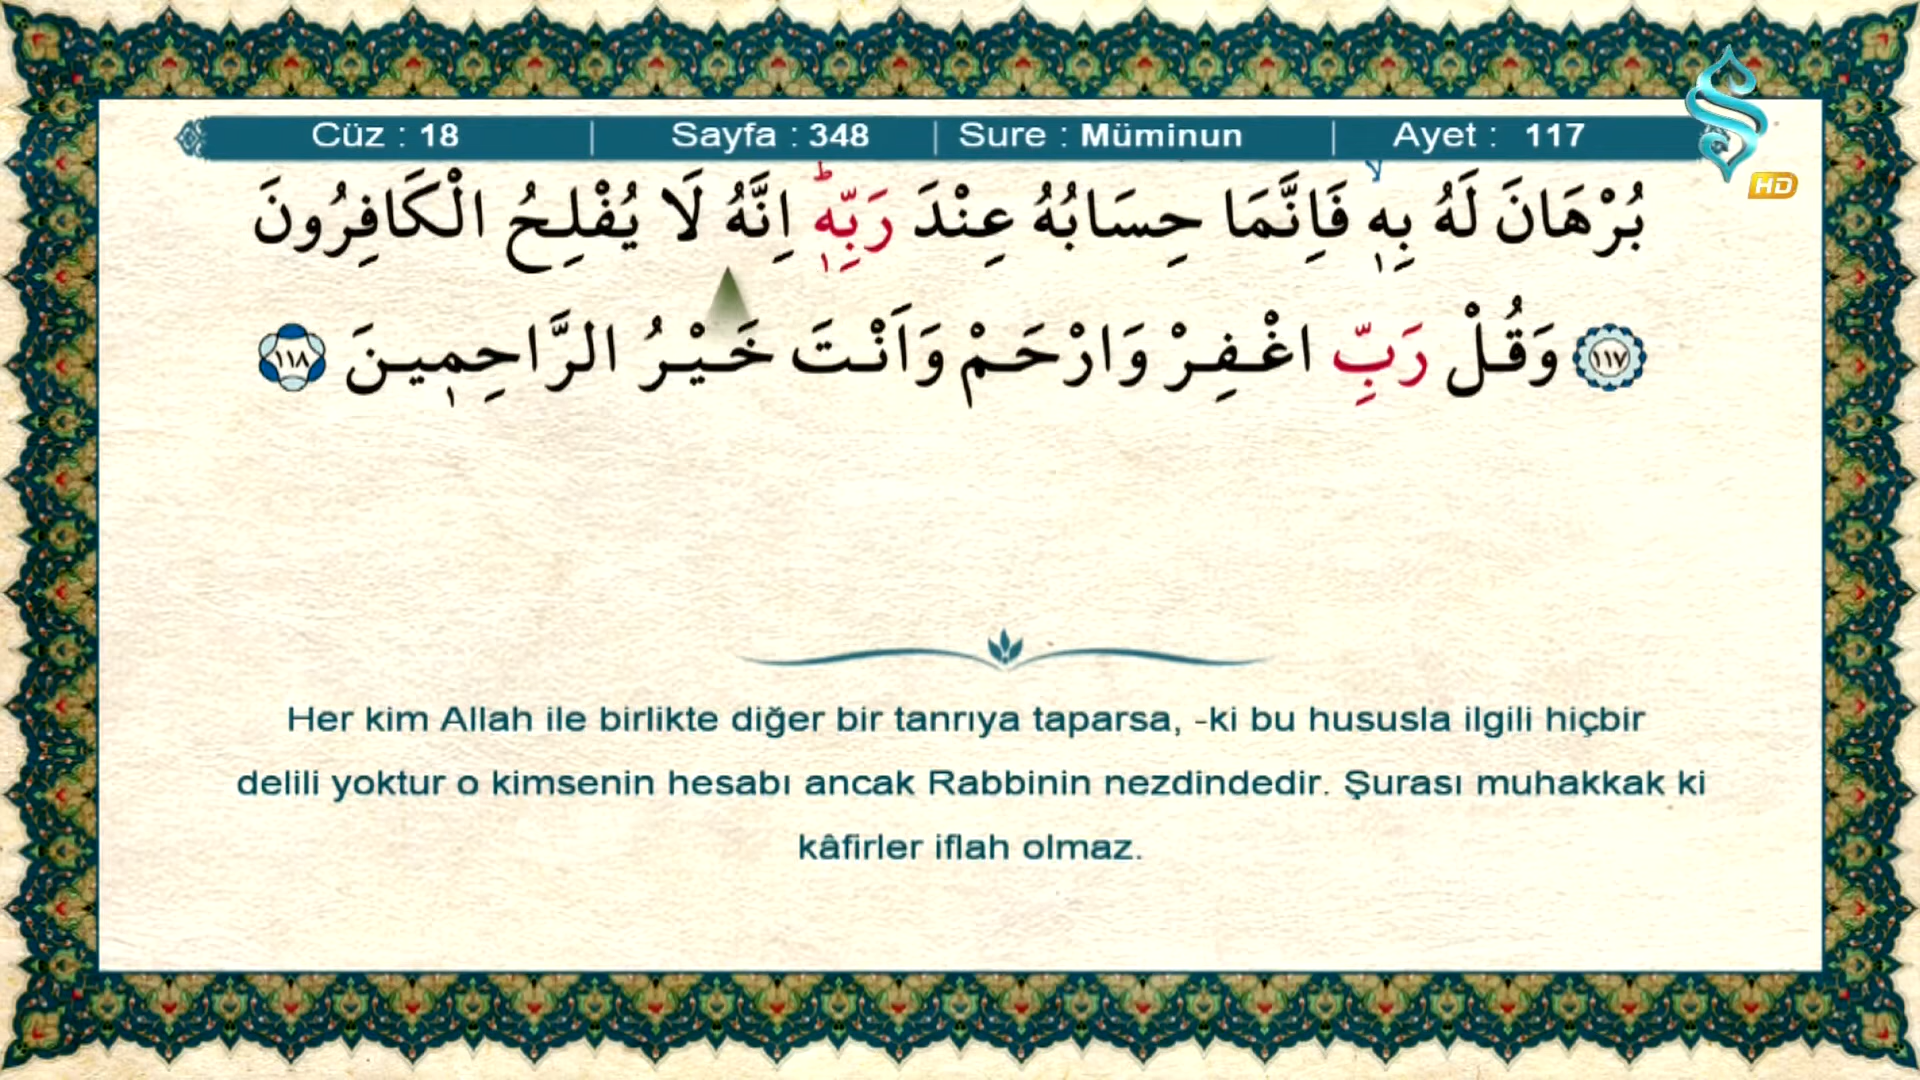 Cüz : 18 | Sayfa : 348 | Sure : Müminun | Ayet : 117
HD
بُرْهَانَ لَهُ بِهٖۙ فَاِنَّمَا حِسَابُهُ عِنْدَ رَبِّهٖۜ اِنَّهُ لَا يُفْلِحُ الْكَافِرُونَ
١١٧ وَقُلْ رَبِّ اغْفِرْ وَارْحَمْ وَاَنْتَ خَيْرُ الرَّاحِمٖينَ ١١٨
Her kim Allah ile birlikte diğer bir tanrıya taparsa, -ki bu hususla ilgili hiçbir
delili yoktur o kimsenin hesabı ancak Rabbinin nezdindedir. Şurası muhakkak ki
kâfirler iflah olmaz.